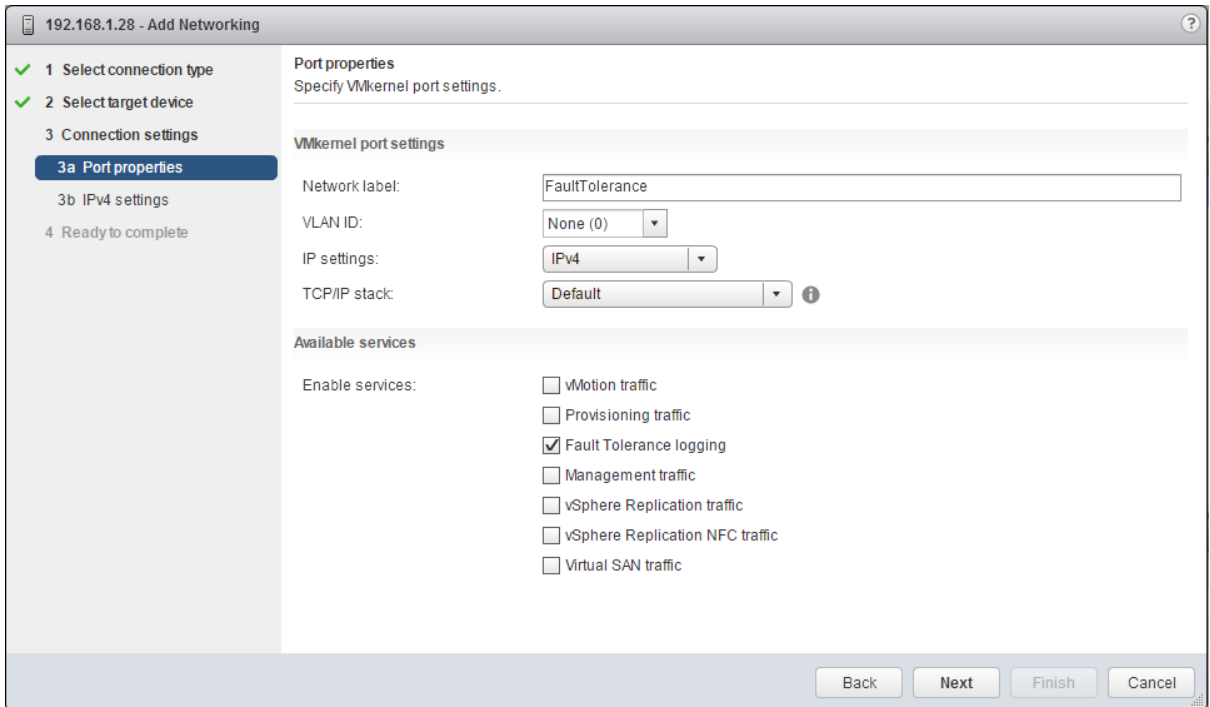 192.168.1.28 - Add Networking
?
1 Select connection type
2 Select target device
3 Connection settings
3a Port properties
3b IPv4 settings
4 Ready to complete
Port properties
Specify VMkernel port settings.
VMkernel port settings
Network label: FaultTolerance
VLAN ID: None (0)
IP settings: IPv4
TCP/IP stack: Default
Available services
Enable services: vMotion traffic
Provisioning traffic
Fault Tolerance logging
Management traffic
vSphere Replication traffic
vSphere Replication NFC traffic
Virtual SAN traffic
Back Next Finish Cancel